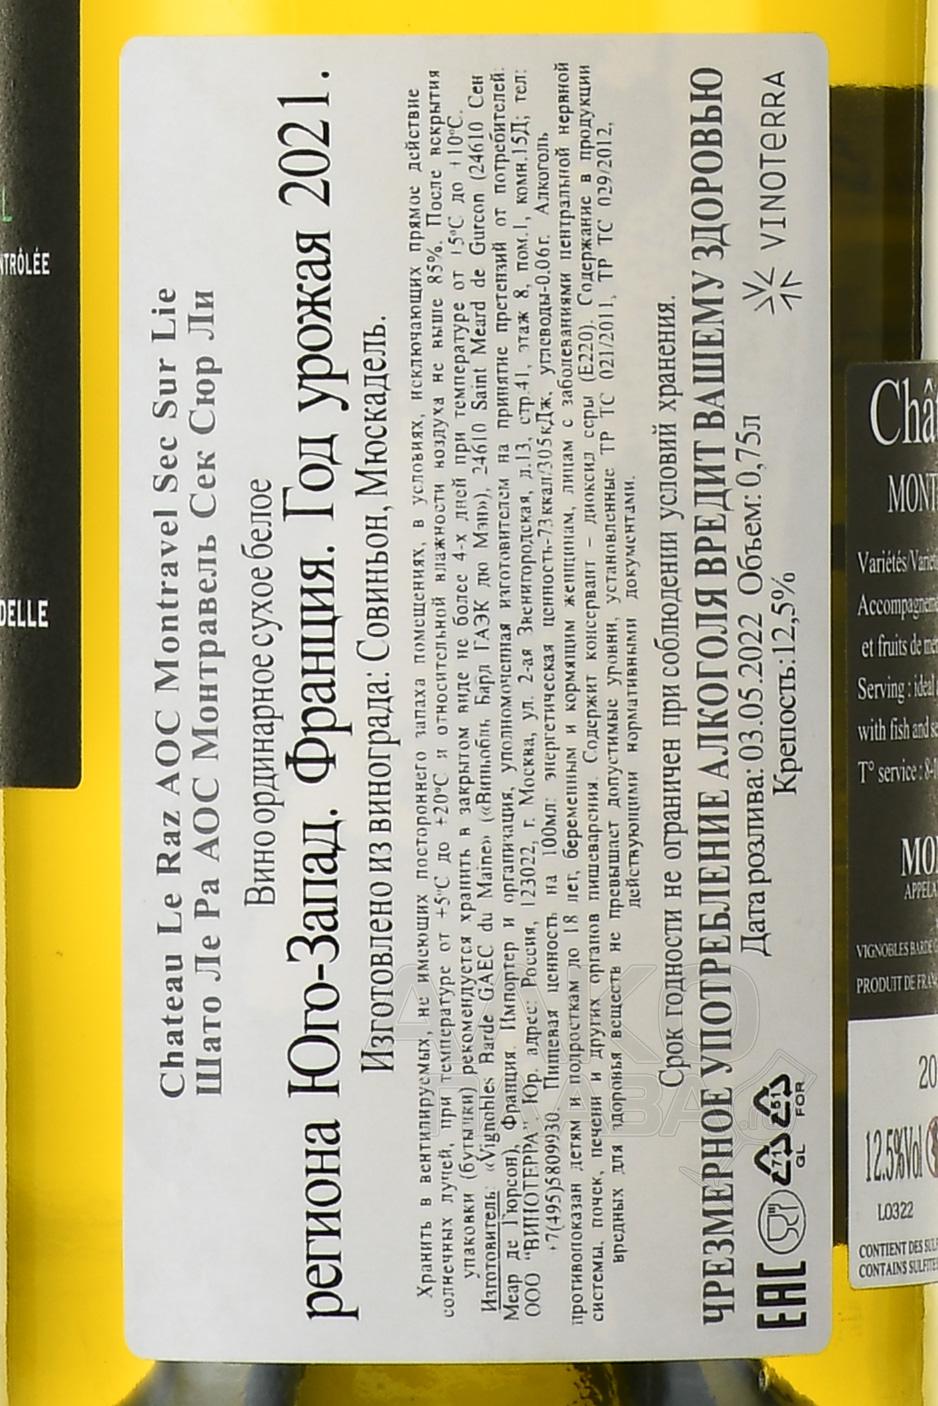 Chateau Le Raz AOC Montravel Sec Sur Lie
Шато Ле Ра АОС Монтравель Сек Сюр Ли
Вино ординарное сухое белое
региона Юго-Запад. Франция. Год урожая 2021г.
Изготовлено из винограда: Совиньон, Мюскадель.
Хранить в вентилируемых, не имеющих постороннего запаха помещениях, в условиях, исключающих прямое действие
солнечных лучей, при температуре от +5°С до +20°С и относительной влажности воздуха не выше 85%. После вскрытия
упаковки (бутылки) рекомендуется хранить в закрытом виде не более 4-х дней при температуре от +5°С до +10°С.
Изготовитель: «Vignobles Barde GAEC du Maine» («Виньобль Бард ГАЭК дю Мэн»), 24610 Saint Meard de Gurcon (24610 Сен
Меар де Гюрсон), Франция. Импортер и организация, уполномоченная изготовителем на принятие претензий от потребителей:
ООО "ВИНОТЕРРА". Юр. адрес: Россия, 123022, г. Москва, ул. 2-ая Звенигородская, д.13, стр.41, этаж 8, пом.1, комн.15Д; тел:
+7(495)5809930. Пищевая ценность на 100мл: энергетическая ценность-73ккал/305кДж, углеводы-0.06г. Алкоголь
противопоказан детям и подросткам до 18 лет, беременным и кормящим женщинам, лицам с заболеваниями центральной нервной
системы, почек, печени и других органов пищеварения. Содержит консервант – диоксид серы (Е220). Содержание в продукции
вредных для здоровья веществ не превышает допустимые уровни, установленные ТР ТС 021/2011, ТР ТС 029/2012,
действующими нормативными документами.
Срок годности не ограничен при соблюдении условий хранения.
ЧРЕЗМЕРНОЕ УПОТРЕБЛЕНИЕ АЛКОГОЛЯ ВРЕДИТ ВАШЕМУ ЗДОРОВЬЮ
Дата розлива: 03.05.2022 Объем: 0,75л
Крепость:12,5%
EAC
71
GL
51
FOR
VINOTERRA
NTRÔLÉE
DELLE
Châ
MONT
Variétés/Variet
Accompagneme
et fruits de me
Serving : ideal
with fish and se
T° service : 8-1
MO
APPELA
VIGNOBLES BARDE
PRODUIT DE FRAN
20
12.5%Vol
L0322
CONTIENT DES SULF
CONTAINS SULFITE